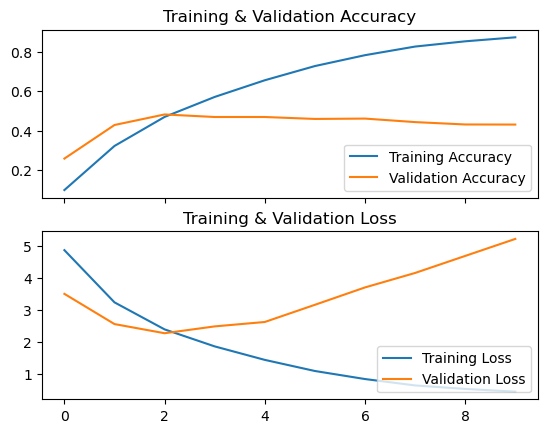 Training & Validation Accuracy
0.8
0.6
0.4
0.2
Training Accuracy
Validation Accuracy
Training & Validation Loss
5
4
3
2
1
Training Loss
Validation Loss
0 2 4 6 8